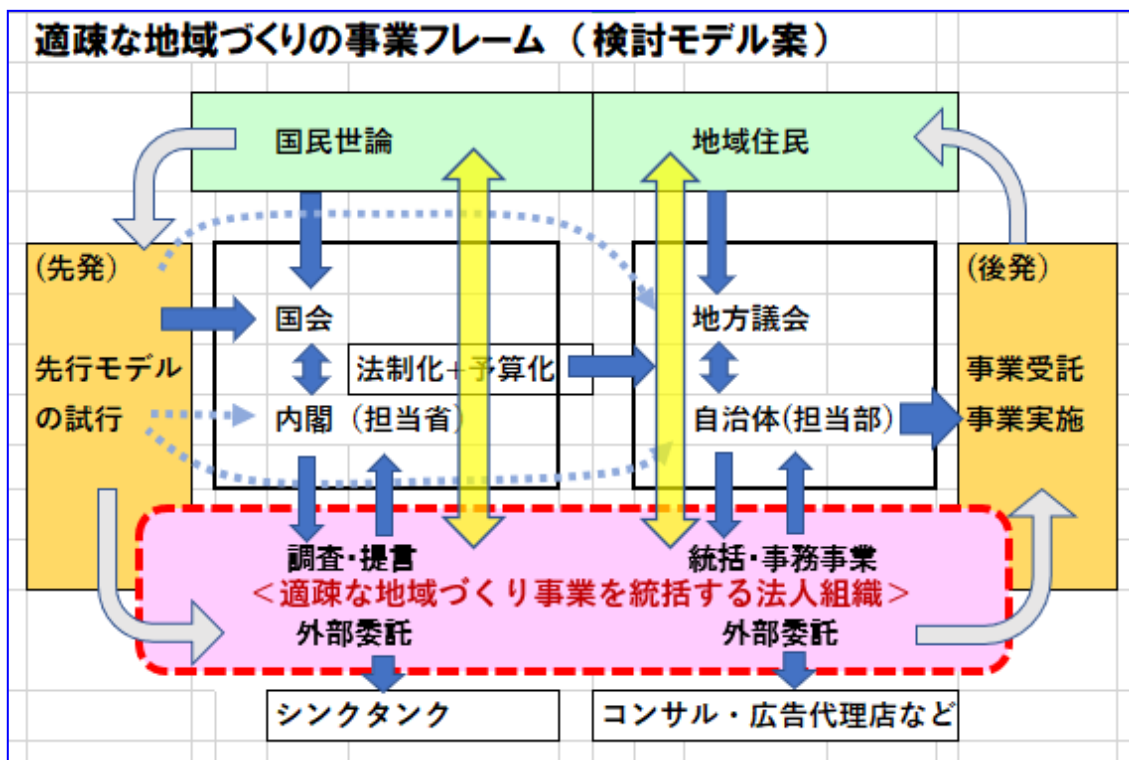 適疎な地域づくりの事業フレーム（検討モデル案）
国民世論
地域住民
(先発)
先行モデル
の試行
国会
法制化+予算化
内閣（担当省）
地方議会
自治体(担当部)
(後発)
事業受託
事業実施
調査・提言
統括・事務事業
＜適疎な地域づくり事業を統括する法人組織＞
外部委託
外部委託
シンクタンク
コンサル・広告代理店など